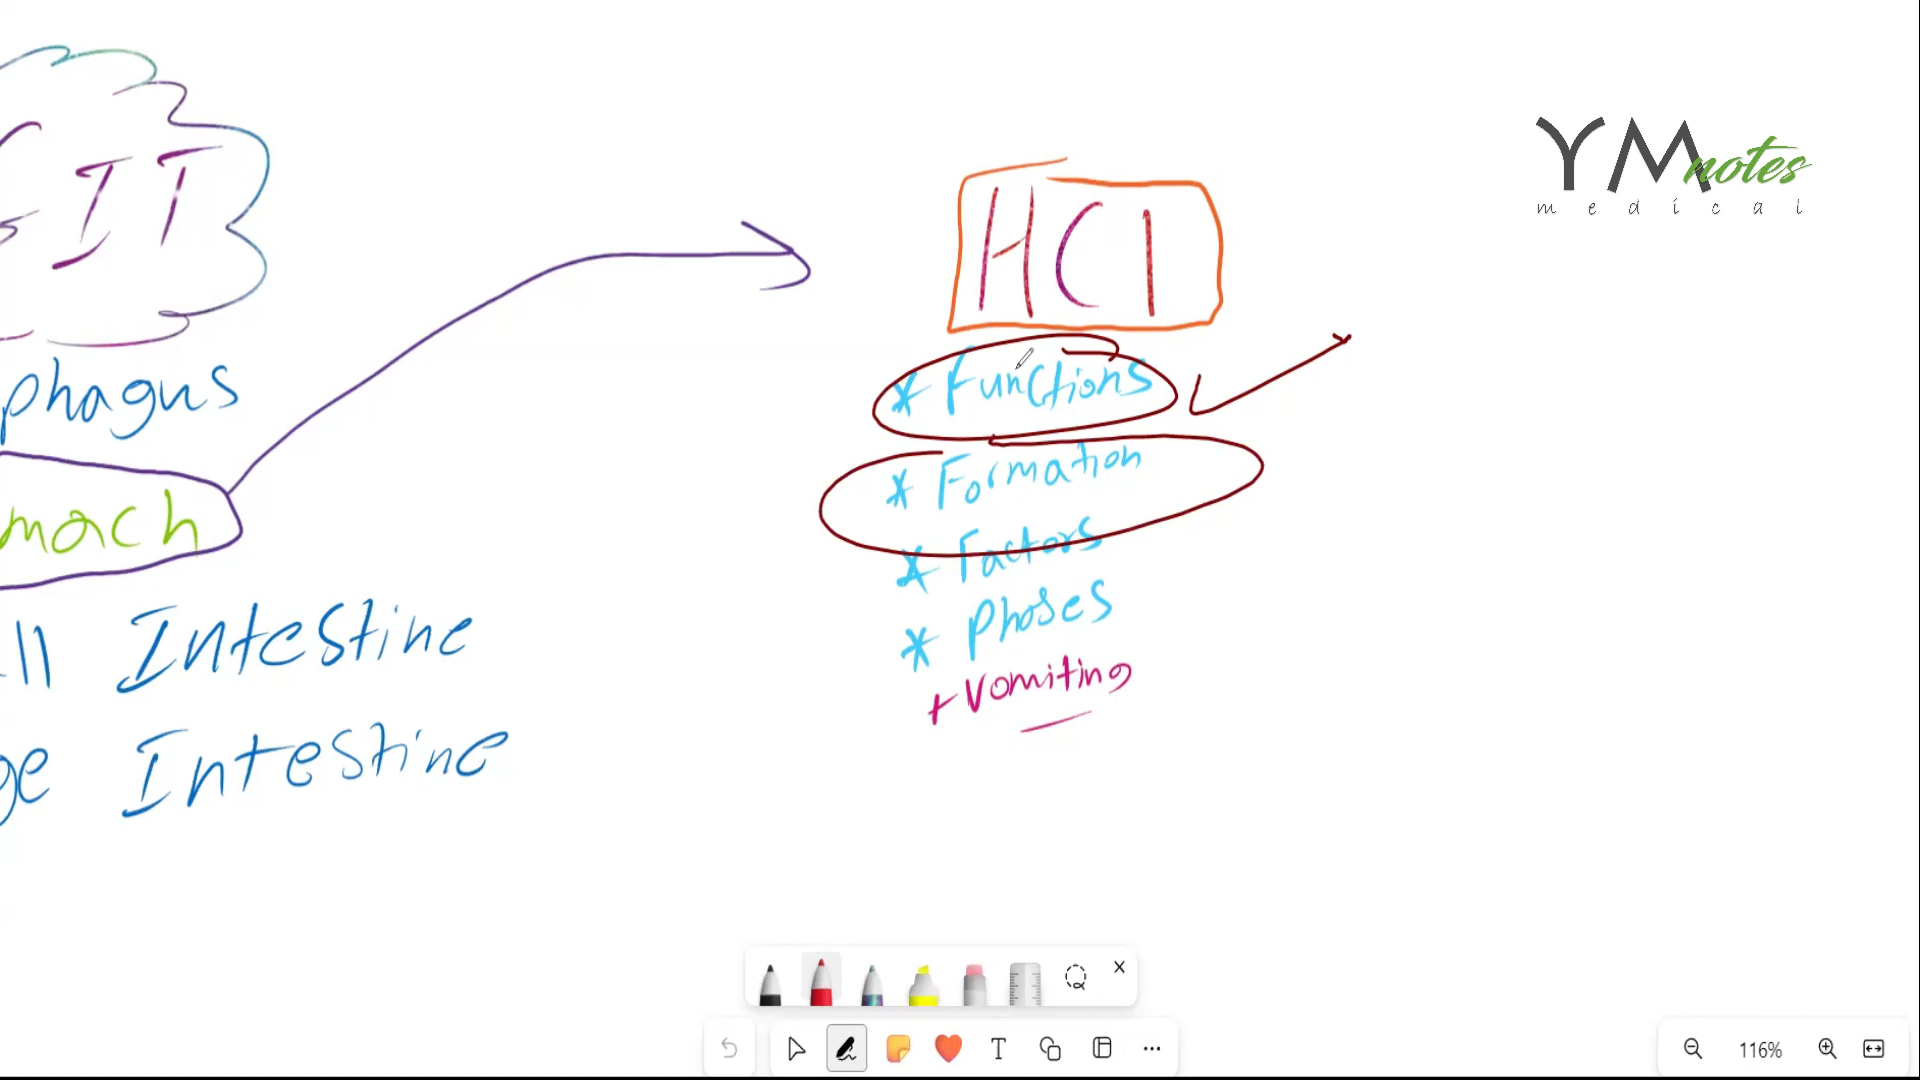 GIT
phagus
mach
ll Intestine
ge Intestine
HCl
* Functions
* Formation
* Factors
* Phases
+ Vomiting
YM notes
medical
116%